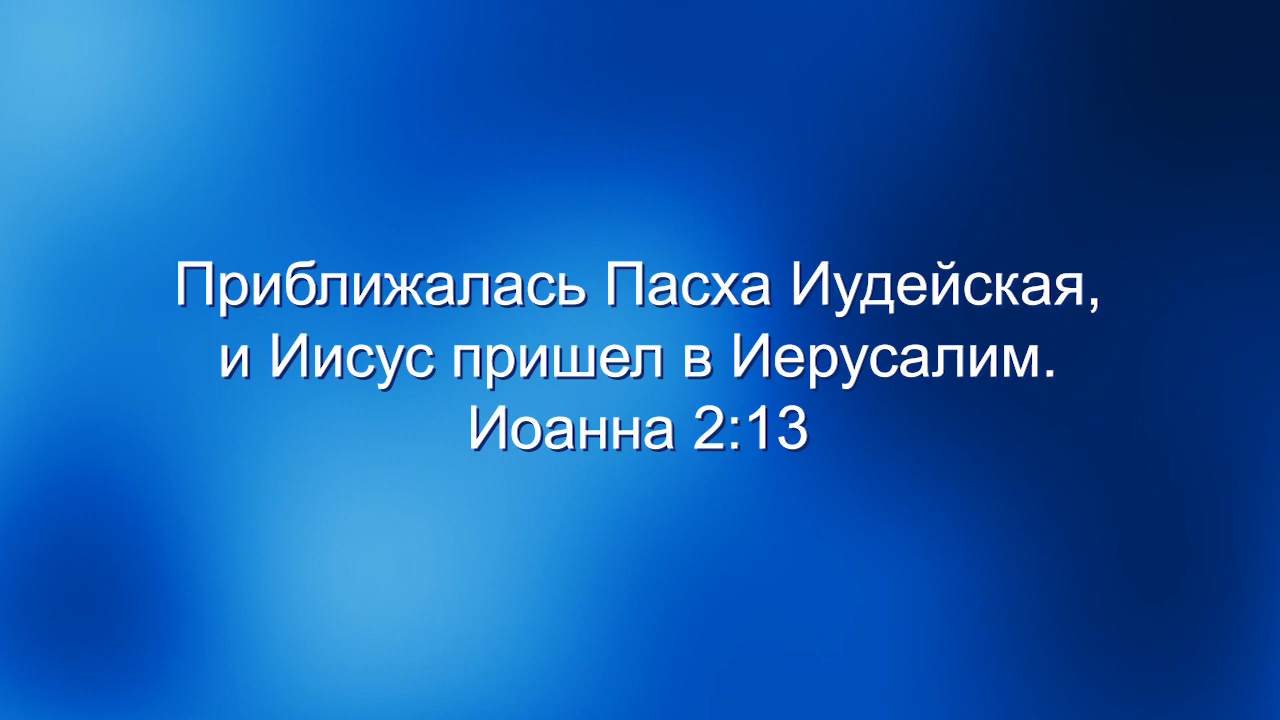 Приближалась Пасха Иудейская,
и Иисус пришел в Иерусалим.
Иоанна 2:13